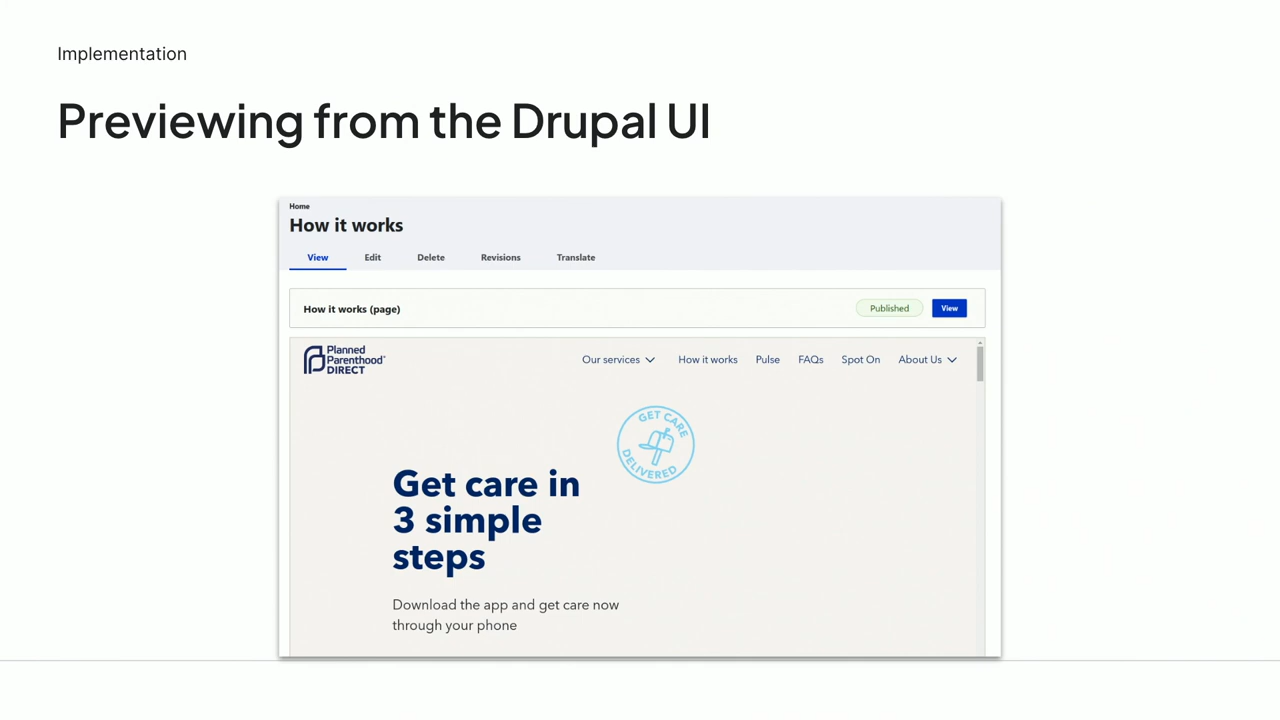 Implementation
Previewing from the Drupal UI
Home
How it works
View Edit Delete Revisions Translate
How it works (page) Published View
Planned
Parenthood®
DIRECT
Our services How it works Pulse FAQs Spot On About Us
GET CARE
DELIVERED
Get care in
3 simple
steps
Download the app and get care now
through your phone